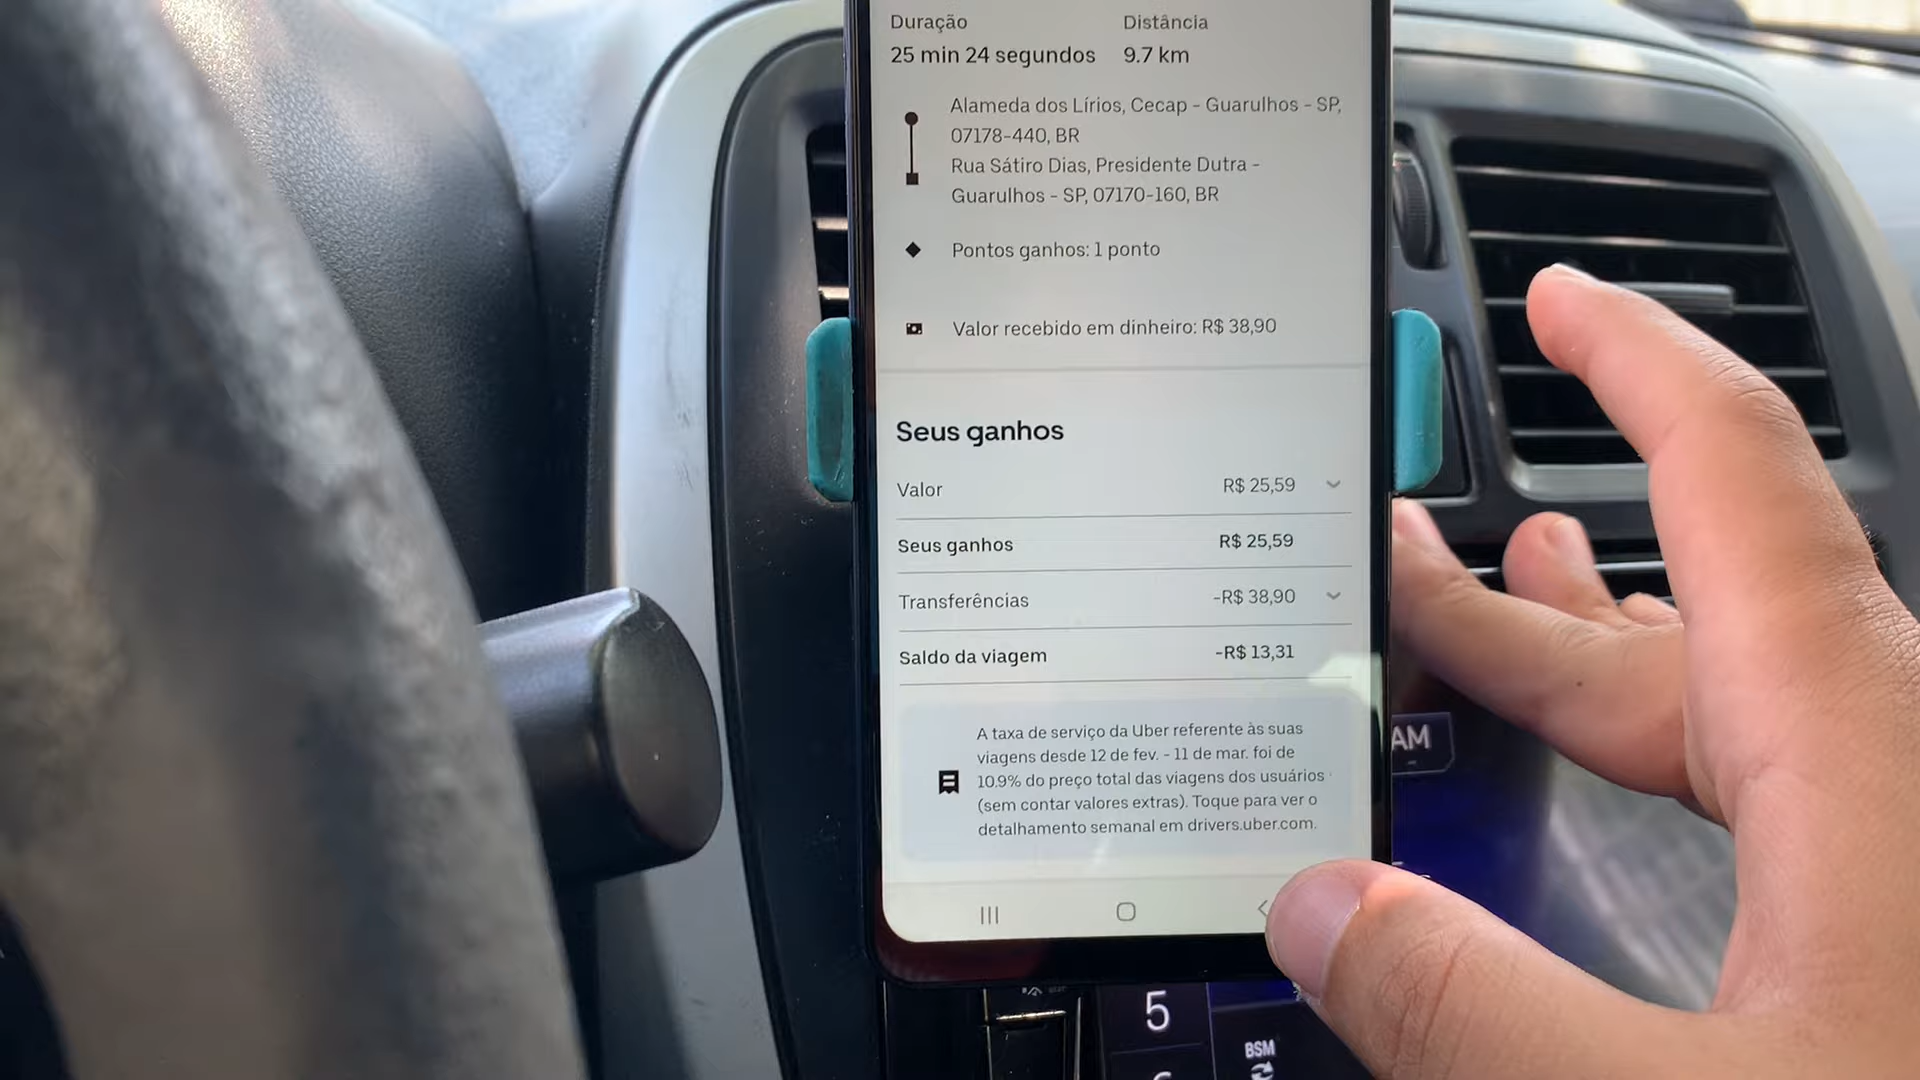 Duração Distância
25 min 24 segundos 9.7 km
Alameda dos Lírios, Cecap - Guarulhos - SP,
07178-440, BR
Rua Sátiro Dias, Presidente Dutra -
Guarulhos - SP, 07170-160, BR
Pontos ganhos: 1 ponto
Valor recebido em dinheiro: R$ 38,90
Seus ganhos
Valor R$ 25,59
Seus ganhos R$ 25,59
Transferências -R$ 38,90
Saldo da viagem -R$ 13,31
A taxa de serviço da Uber referente às suas
viagens desde 12 de fev. - 11 de mar. foi de
10.9% do preço total das viagens dos usuários
(sem contar valores extras). Toque para ver o
detalhamento semanal em drivers.uber.com.
AM
5
BSM